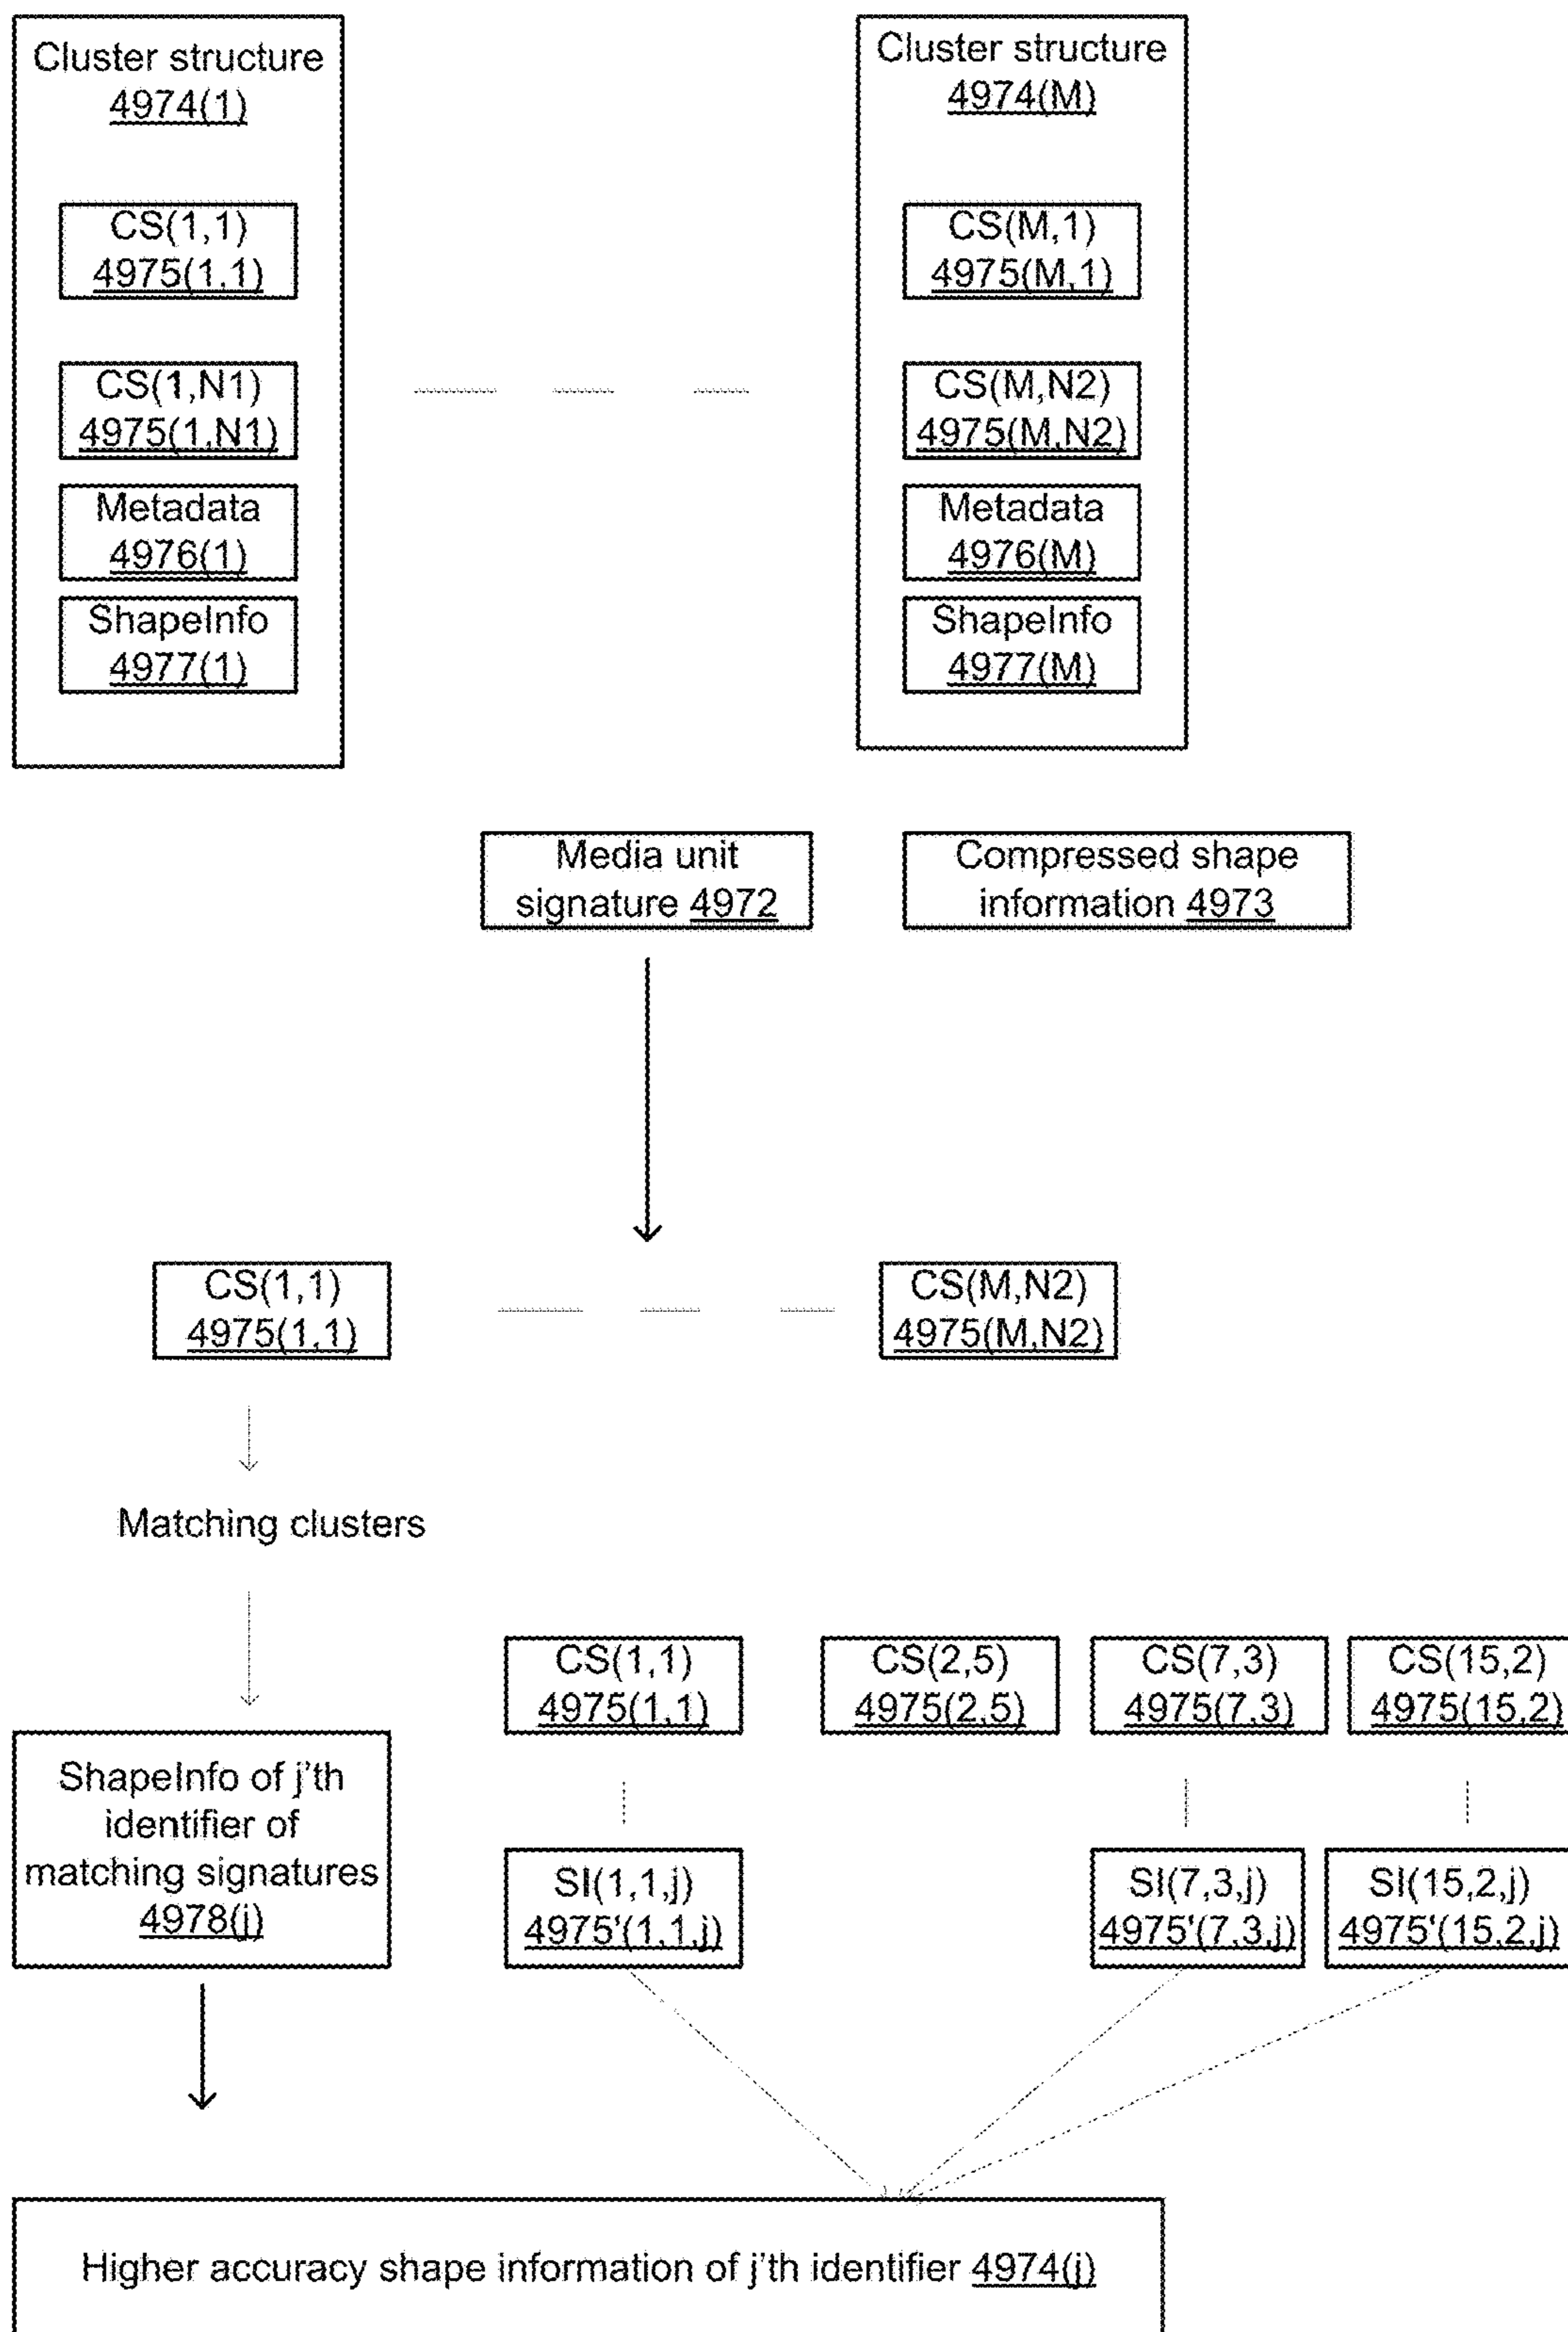 Cluster structure
4974(1)
CS(1,1)
4975(1,1)
CS(1,N1)
4975(1,N1)
Metadata
4976(1)
ShapeInfo
4977(1)
Cluster structure
4974(M)
CS(M,1)
4975(M,1)
CS(M,N2)
4975(M,N2)
Metadata
4976(M)
ShapeInfo
4977(M)
Media unit
signature 4972
Compressed shape
information 4973
CS(1,1)
4975(1,1)
CS(M,N2)
4975(M,N2)
Matching clusters
CS(1,1)
4975(1,1)
CS(2,5)
4975(2,5)
CS(7,3)
4975(7,3)
CS(15,2)
4975(15,2)
ShapeInfo of j'th
identifier of
matching signatures
4978(j)
SI(1,1,j)
4975'(1,1,j)
SI(7,3,j)
4975'(7,3,j)
SI(15,2,j)
4975'(15,2,j)
Higher accuracy shape information of j'th identifier 4974(j)